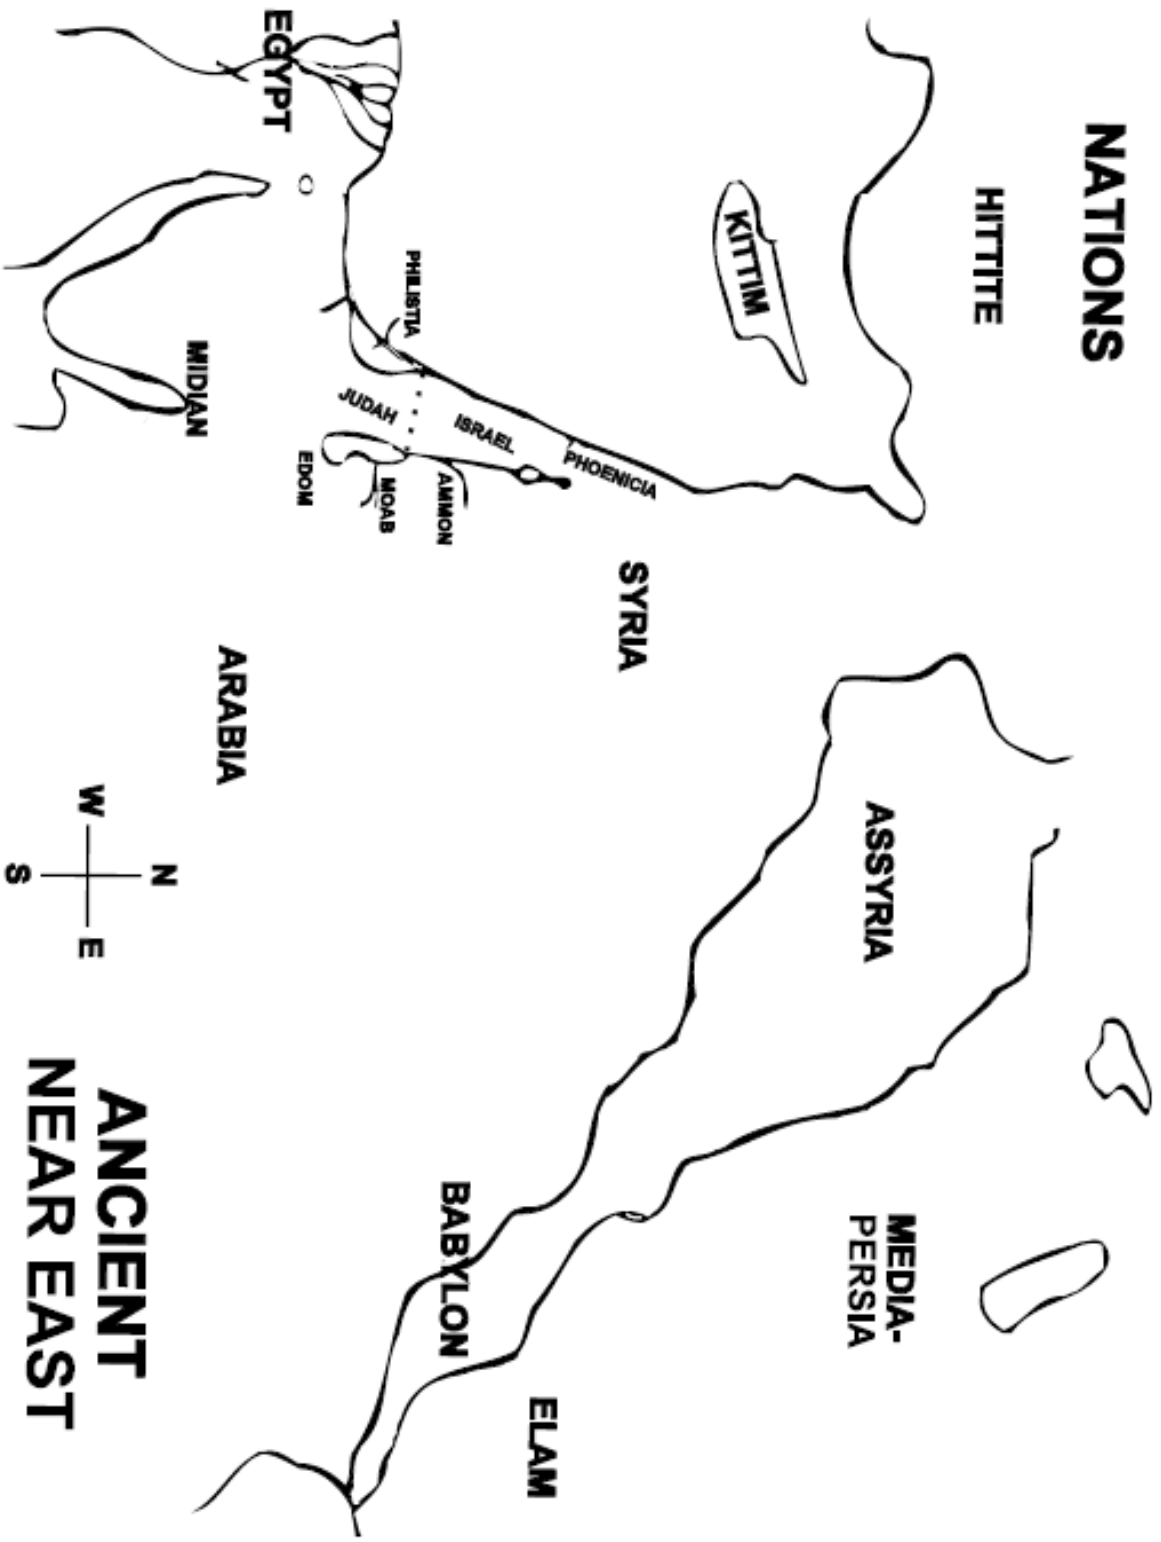 NATIONS
HITTITE
KITTIM
ASSYRIA
MEDIA-
PERSIA
SYRIA
PHOENICIA
ISRAEL
PHILISTIA
JUDAH
AMMON
MOAB
EDOM
BABYLON
ELAM
EGYPT
MIDIAN
ARABIA
N
W
E
S
ANCIENT
NEAR EAST